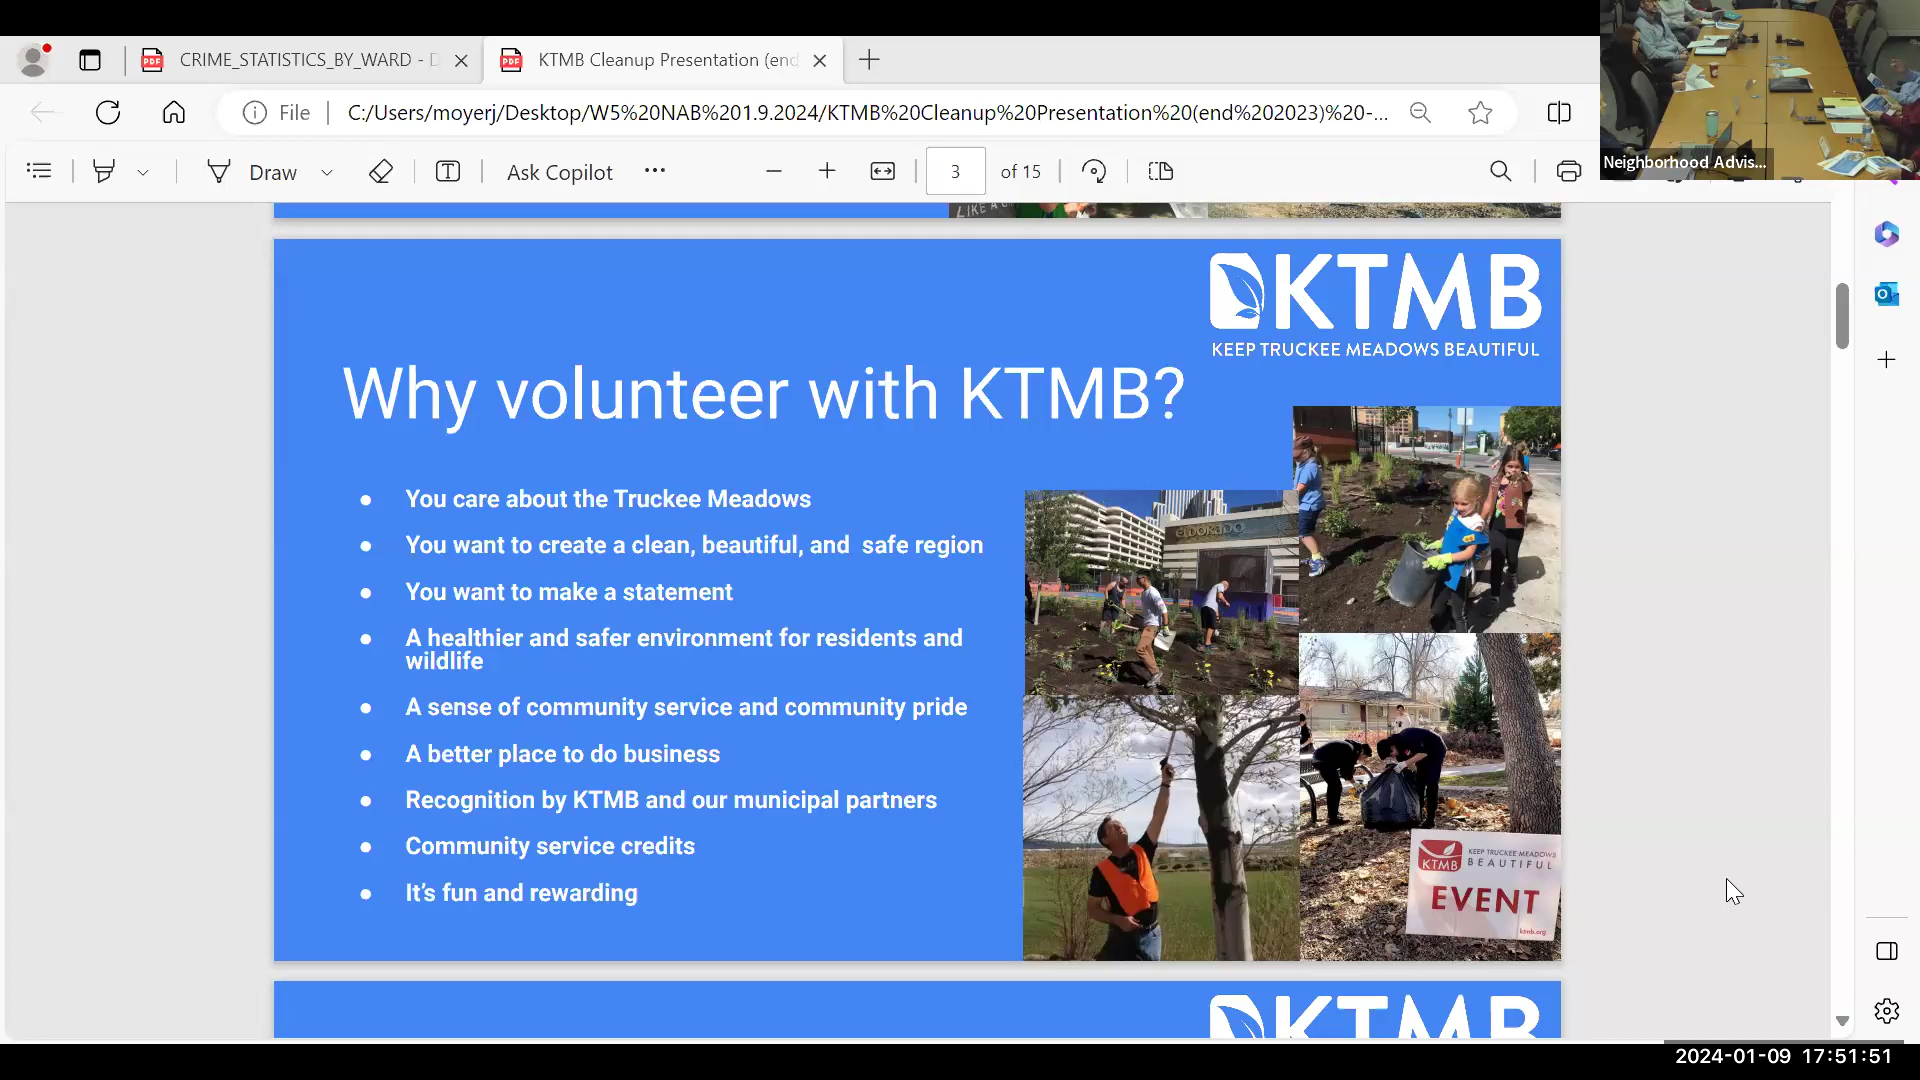 CRIME_STATISTICS_BY_WARD - D
KTMB Cleanup Presentation (end
File
C:/Users/moyerj/Desktop/W5%20NAB%201.9.2024/KTMB%20Cleanup%20Presentation%20(end%202023)%20-...
Draw
Ask Copilot
3 of 15
Neighborhood Advis...
LIKE A
KTMB
KEEP TRUCKEE MEADOWS BEAUTIFUL
Why volunteer with KTMB?
You care about the Truckee Meadows
You want to create a clean, beautiful, and safe region
You want to make a statement
A healthier and safer environment for residents and
wildlife
A sense of community service and community pride
A better place to do business
Recognition by KTMB and our municipal partners
Community service credits
It's fun and rewarding
ELDORADO
KTMB
KEEP TRUCKEE MEADOWS
BEAUTIFUL
EVENT
ktmb.org
KTMB
2024-01-09 17:51:51